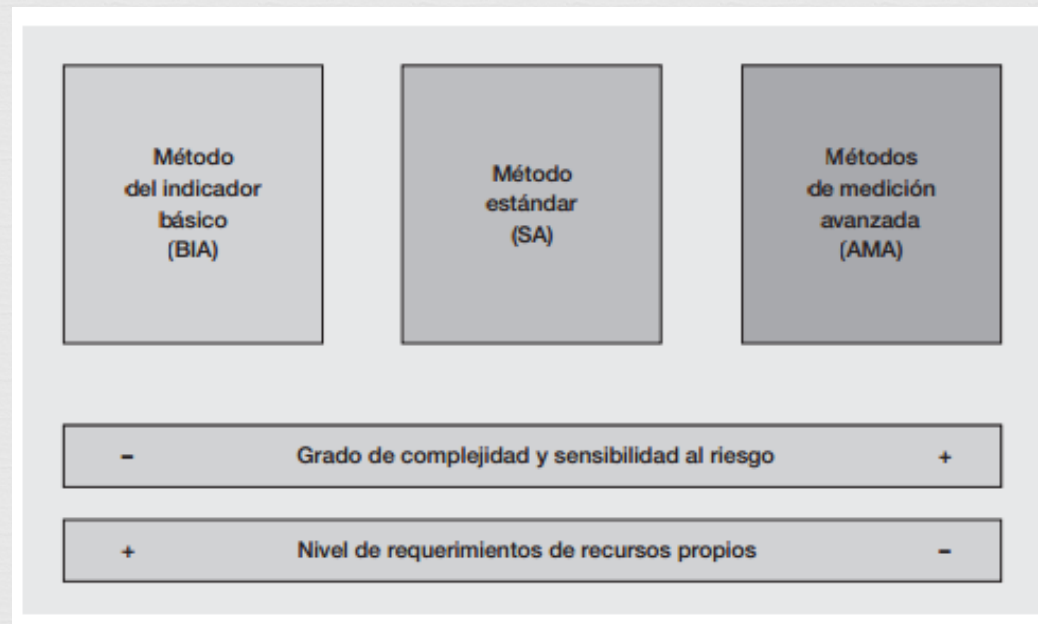 Método
del indicador
básico
(BIA)
Método
estándar
(SA)
Métodos
de medición
avanzada
(AMA)
– Grado de complejidad y sensibilidad al riesgo +
+ Nivel de requerimientos de recursos propios –